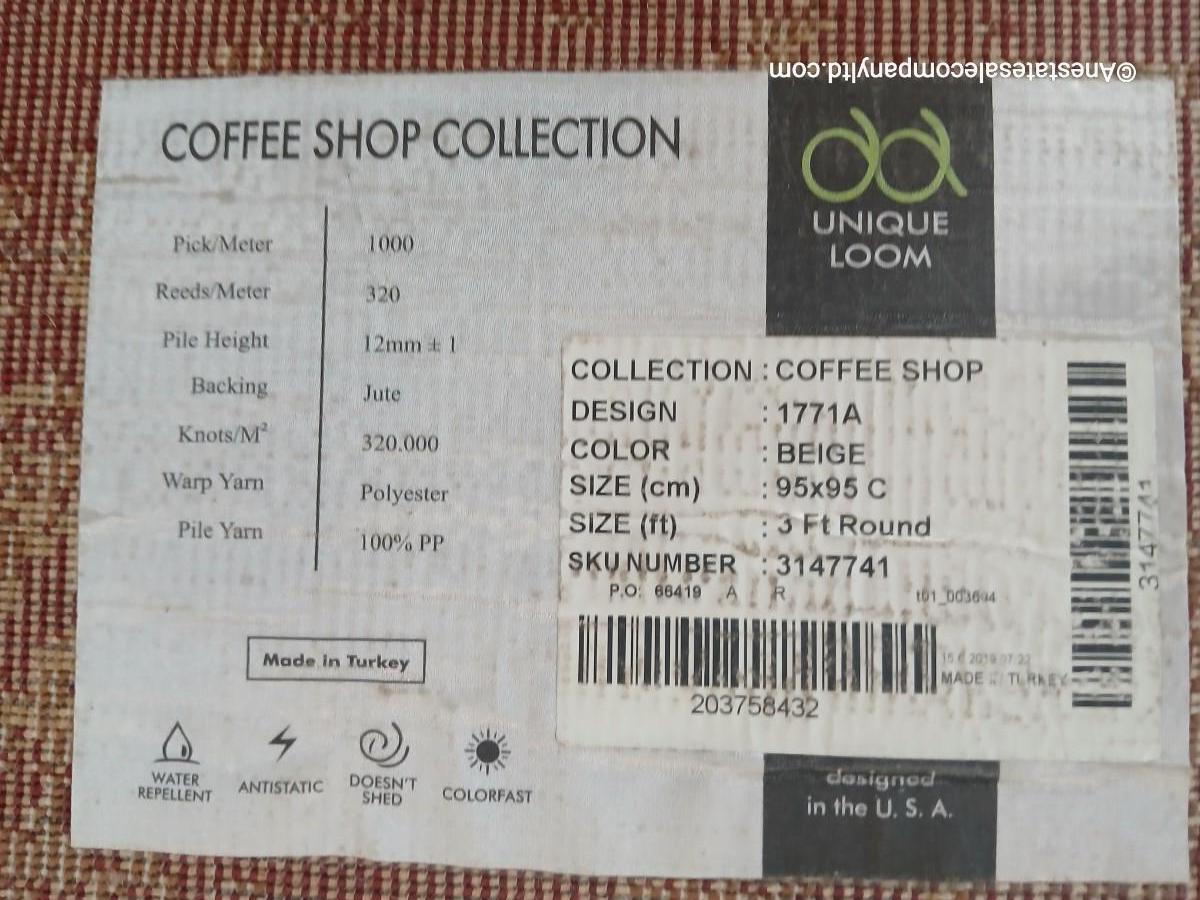 ©Anestatesalecompanyltd.com
COFFEE SHOP COLLECTION
UNIQUE
LOOM
Pick/Meter 1000
Reeds/Meter 320
Pile Height 12mm ± 1
Backing Jute
Knots/M² 320.000
Warp Yarn Polyester
Pile Yarn 100% PP
Made in Turkey
WATER
REPELLENT
ANTISTATIC
DOESN'T
SHED
COLORFAST
COLLECTION : COFFEE SHOP
DESIGN : 1771A
COLOR : BEIGE
SIZE (cm) : 95x95 C
SIZE (ft) : 3 Ft Round
SKU NUMBER : 3147741
P.O: 66419 A R
203758432
MADE TURKEY
3147741
designed
in the U. S. A.